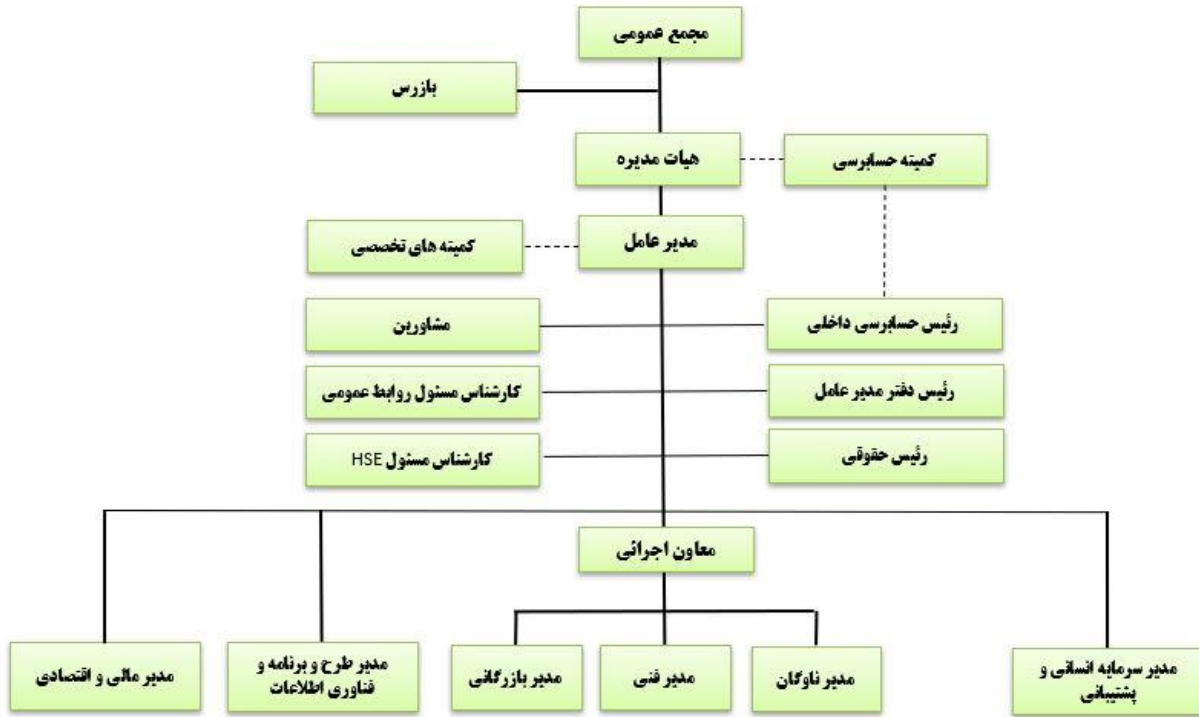 مجمع عمومی
بازرس
هیات مدیره
کمیته حسابرسی
مدیر عامل
کمیته های تخصصی
رئیس حسابرسی داخلی
مشاورین
رئیس دفتر مدیر عامل
کارشناس مسئول روابط عمومی
رئیس حقوقی
کارشناس مسئول HSE
معاون اجرائی
مدیر سرمایه انسانی و
پشتیبانی
مدیر ناوگان
مدیر فنی
مدیر بازرگانی
مدیر طرح و برنامه و
فناوری اطلاعات
مدیر مالی و اقتصادی